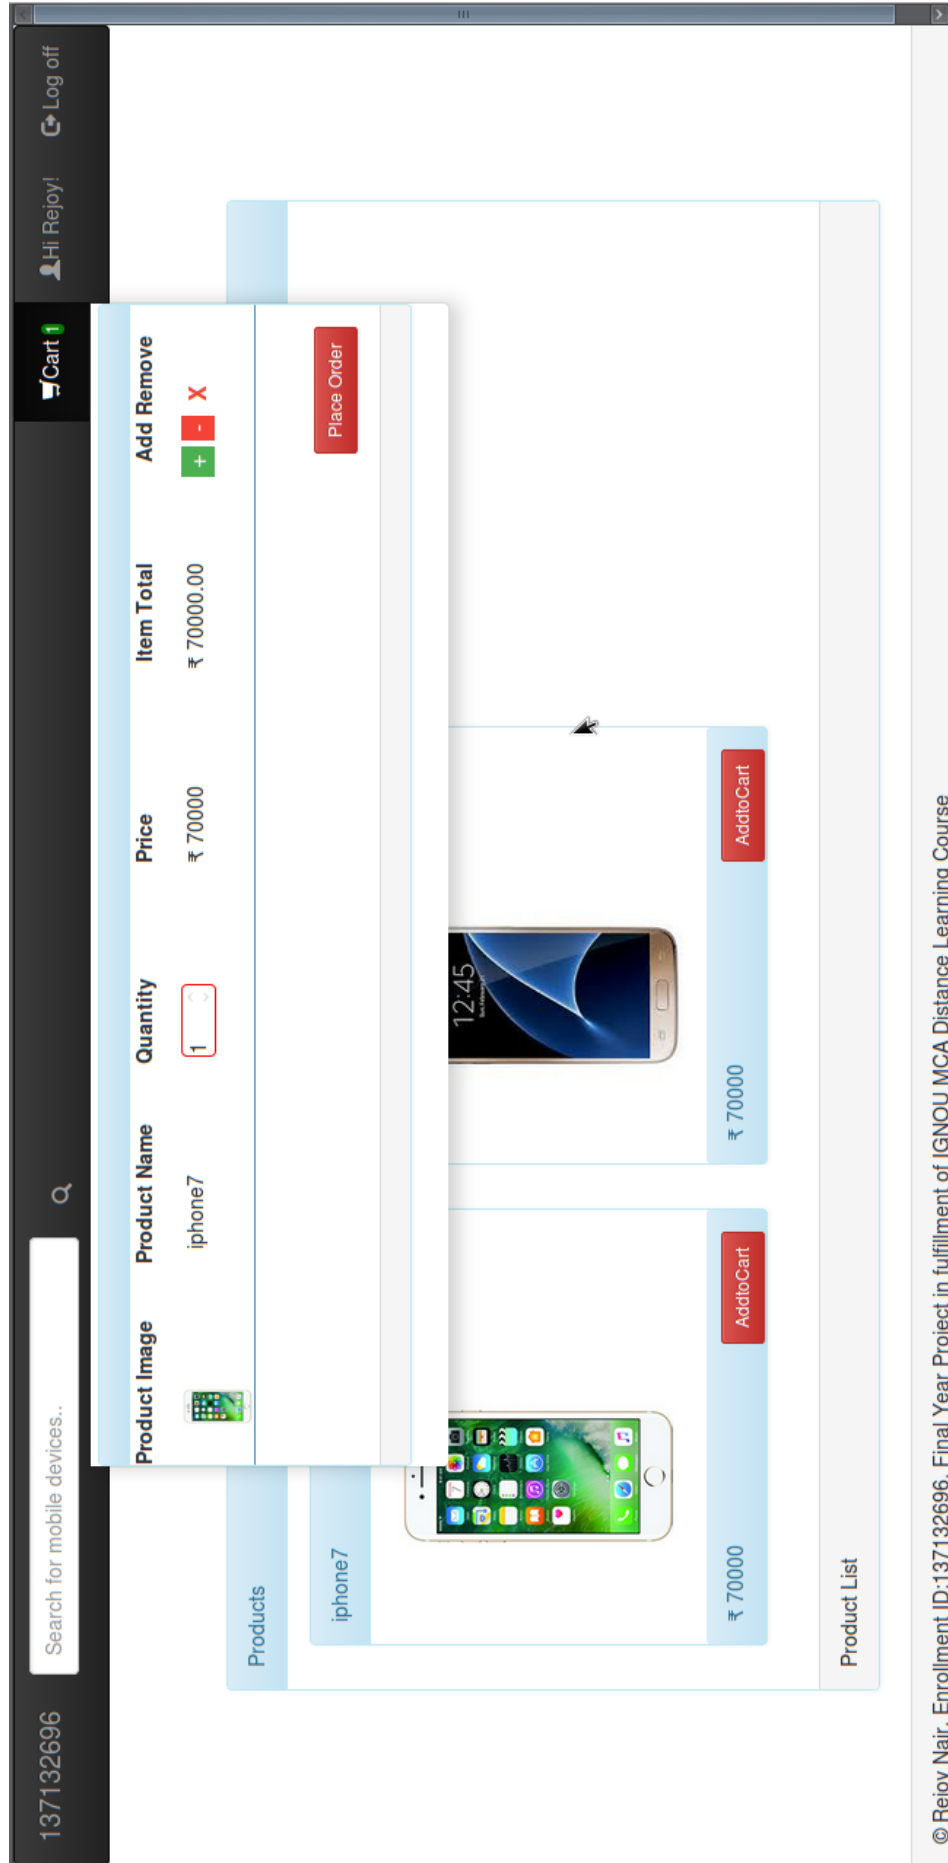 137132696 Search for mobile devices.. Cart 1 Hi Rejoy! Log off
Product Image Product Name Quantity Price Item Total Add Remove
iphone7 1 ₹ 70000 ₹ 70000.00 + - X
Place Order
Products
iphone7
12:45
₹ 70000 AddtoCart ₹ 70000 AddtoCart
Product List
© Rejoy Nair, Enrollment ID:137132696, Final Year Project in fulfillment of IGNOU MCA Distance Learning Course